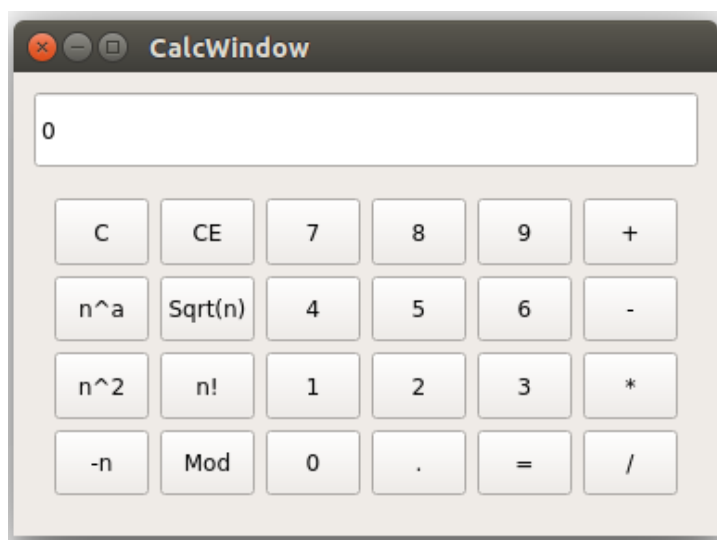 CalcWindow
0
C CE 7 8 9 +
n^a Sqrt(n) 4 5 6 -
n^2 n! 1 2 3 *
-n Mod 0 . = /